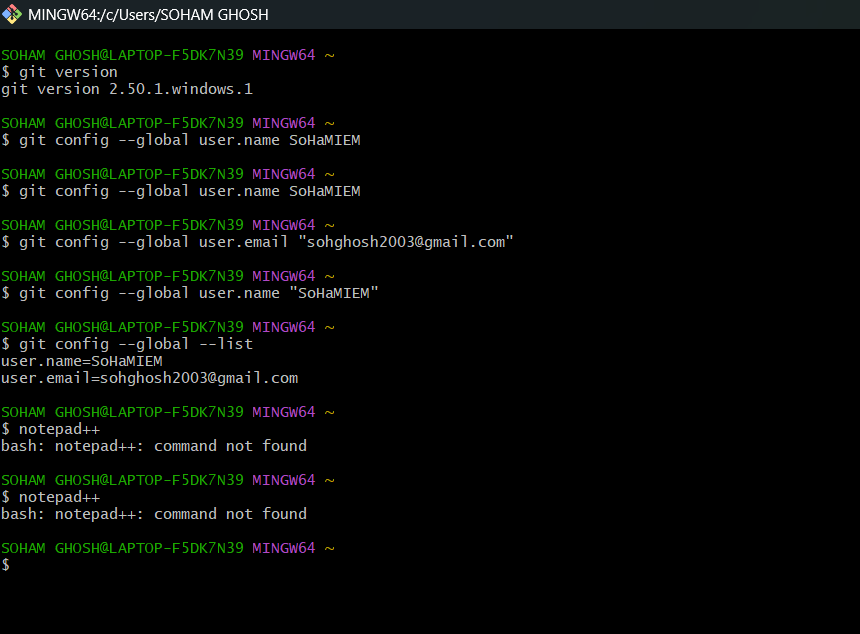 MINGW64:/c/Users/SOHAM GHOSH
SOHAM GHOSH@LAPTOP-F5DK7N39 MINGW64 ~
$ git version
git version 2.50.1.windows.1
SOHAM GHOSH@LAPTOP-F5DK7N39 MINGW64 ~
$ git config --global user.name SoHaMIEM
SOHAM GHOSH@LAPTOP-F5DK7N39 MINGW64 ~
$ git config --global user.name SoHaMIEM
SOHAM GHOSH@LAPTOP-F5DK7N39 MINGW64 ~
$ git config --global user.email "sohghosh2003@gmail.com"
SOHAM GHOSH@LAPTOP-F5DK7N39 MINGW64 ~
$ git config --global user.name "SoHaMIEM"
SOHAM GHOSH@LAPTOP-F5DK7N39 MINGW64 ~
$ git config --global --list
user.name=SoHaMIEM
user.email=sohghosh2003@gmail.com
SOHAM GHOSH@LAPTOP-F5DK7N39 MINGW64 ~
$ notepad++
bash: notepad++: command not found
SOHAM GHOSH@LAPTOP-F5DK7N39 MINGW64 ~
$ notepad++
bash: notepad++: command not found
SOHAM GHOSH@LAPTOP-F5DK7N39 MINGW64 ~
$